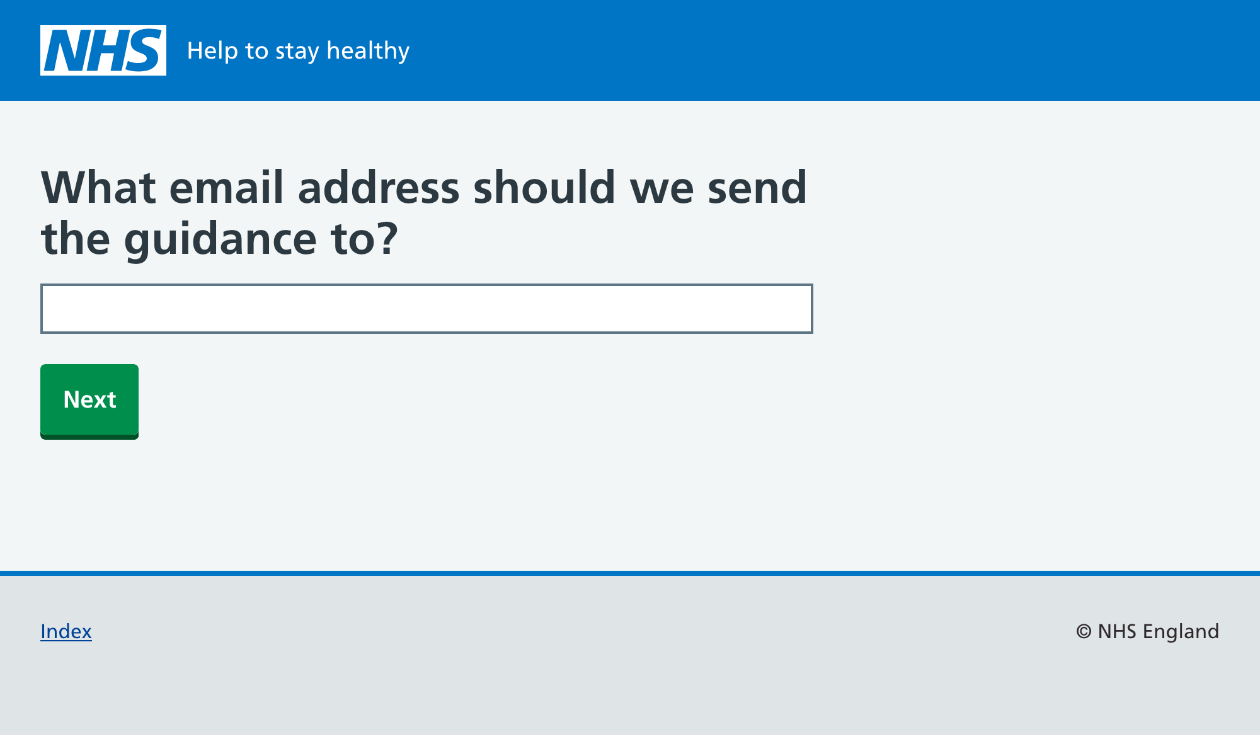 NHS Help to stay healthy
What email address should we send
the guidance to?
Next
Index © NHS England